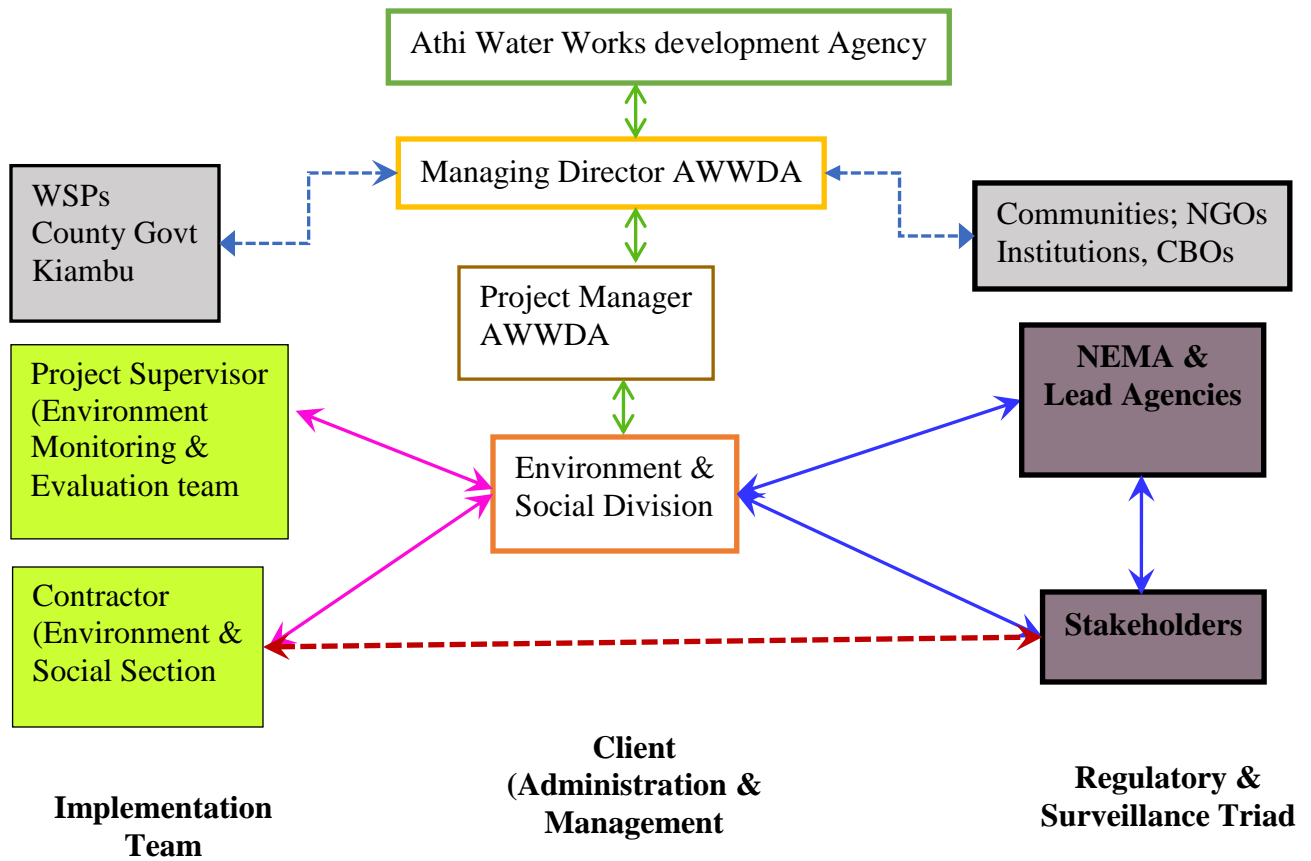 Athi Water Works development Agency
Managing Director AWWDA
WSPs
County Govt
Kiambu
Communities; NGOs
Institutions, CBOs
Project Manager
AWWDA
Project Supervisor
(Environment
Monitoring &
Evaluation team
NEMA &
Lead Agencies
Environment &
Social Division
Contractor
(Environment &
Social Section
Stakeholders
Implementation
Team
Client
(Administration &
Management
Regulatory &
Surveillance Triad